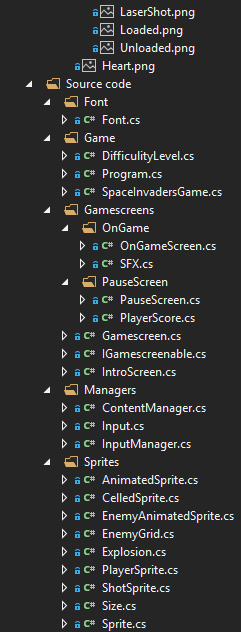 LaserShot.png
Loaded.png
Unloaded.png
Heart.png
Source code
Font
C# Font.cs
Game
C# DifficulityLevel.cs
C# Program.cs
C# SpaceInvadersGame.cs
Gamescreens
OnGame
C# OnGameScreen.cs
C# SFX.cs
PauseScreen
C# PauseScreen.cs
C# PlayerScore.cs
C# Gamescreen.cs
C# IGamescreenable.cs
C# IntroScreen.cs
Managers
C# ContentManager.cs
C# Input.cs
C# InputManager.cs
Sprites
C# AnimatedSprite.cs
C# CelledSprite.cs
C# EnemyAnimatedSprite.cs
C# EnemyGrid.cs
C# Explosion.cs
C# PlayerSprite.cs
C# ShotSprite.cs
C# Size.cs
C# Sprite.cs